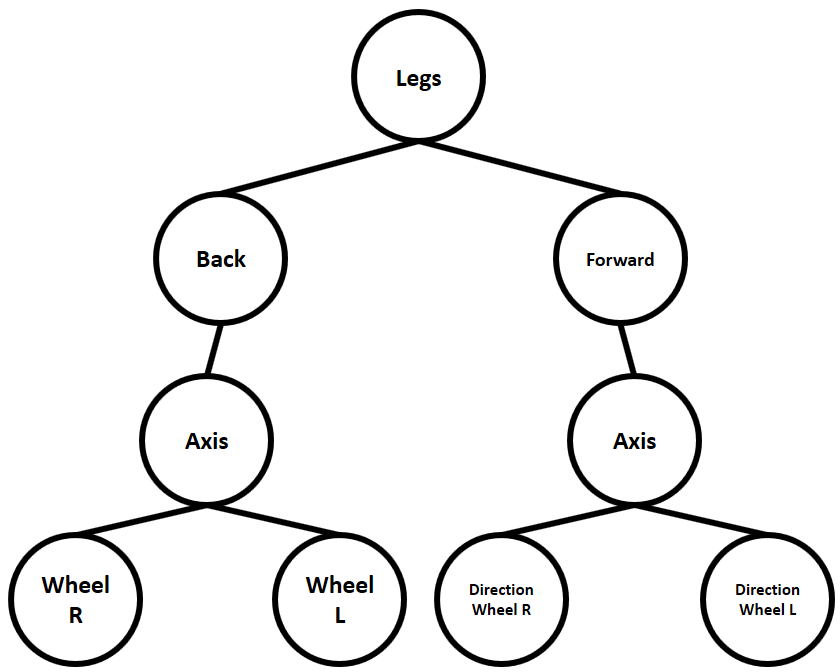 Legs
Back
Forward
Axis
Axis
Wheel
R
Wheel
L
Direction
Wheel R
Direction
Wheel L